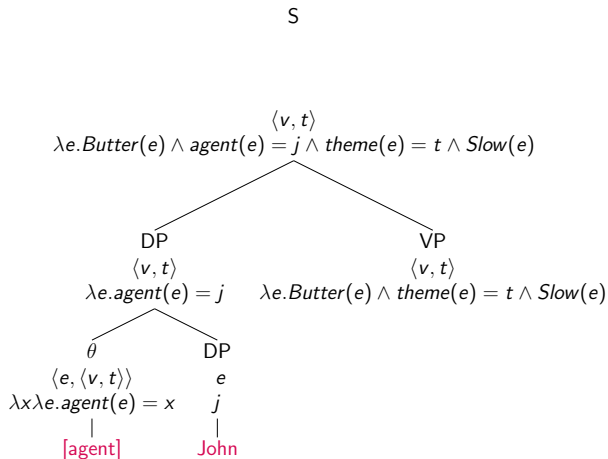 S
⟨v, t⟩
λe.Butter(e) ∧ agent(e) = j ∧ theme(e) = t ∧ Slow(e)
DP VP
⟨v, t⟩ ⟨v, t⟩
λe.agent(e) = j λe.Butter(e) ∧ theme(e) = t ∧ Slow(e)
θ DP
⟨e, ⟨v, t⟩⟩ e
λxλe.agent(e) = x j
[agent] John